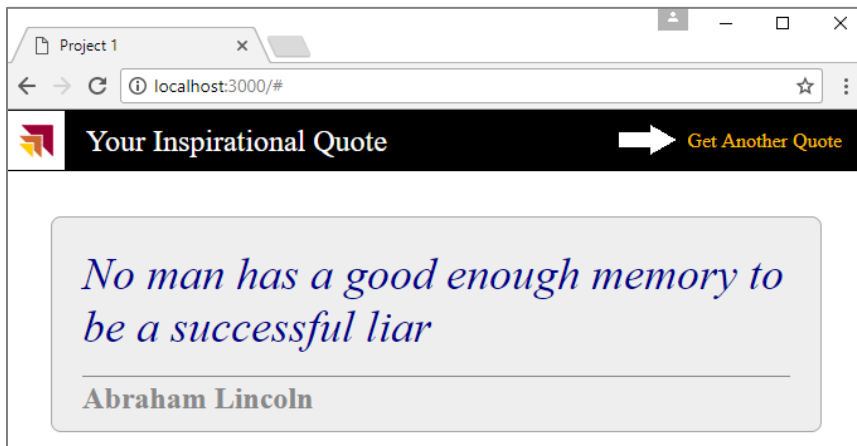 Project 1
localhost:3000/#
Your Inspirational Quote
Get Another Quote
No man has a good enough memory to
be a successful liar
Abraham Lincoln